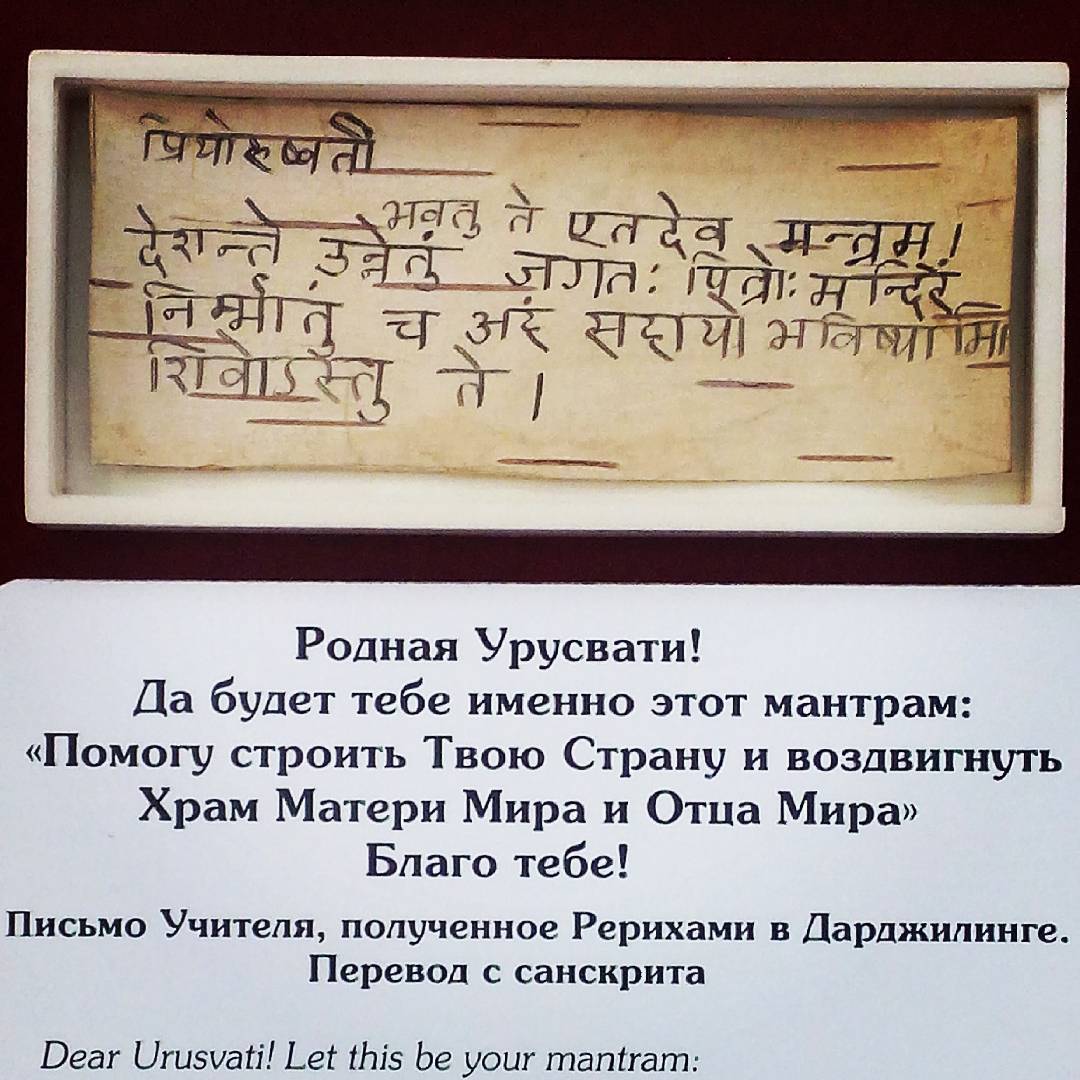 प्रियोरुष्वती
भवतु ते एतदेव मन्त्रम।
देशन्ते उन्नेतुं जगतः पित्रोः मन्दिरं
निर्म्मातुं च अहं सहायो भविष्यामि
शिवोऽस्तु ते।
Родная Урусвати!
Да будет тебе именно этот мантрам:
«Помогу строить Твою Страну и воздвигнуть
Храм Матери Мира и Отца Мира»
Благо тебе!
Письмо Учителя, полученное Рерихами в Дарджилинге.
Перевод с санскрита
Dear Urusvati! Let this be your mantram: